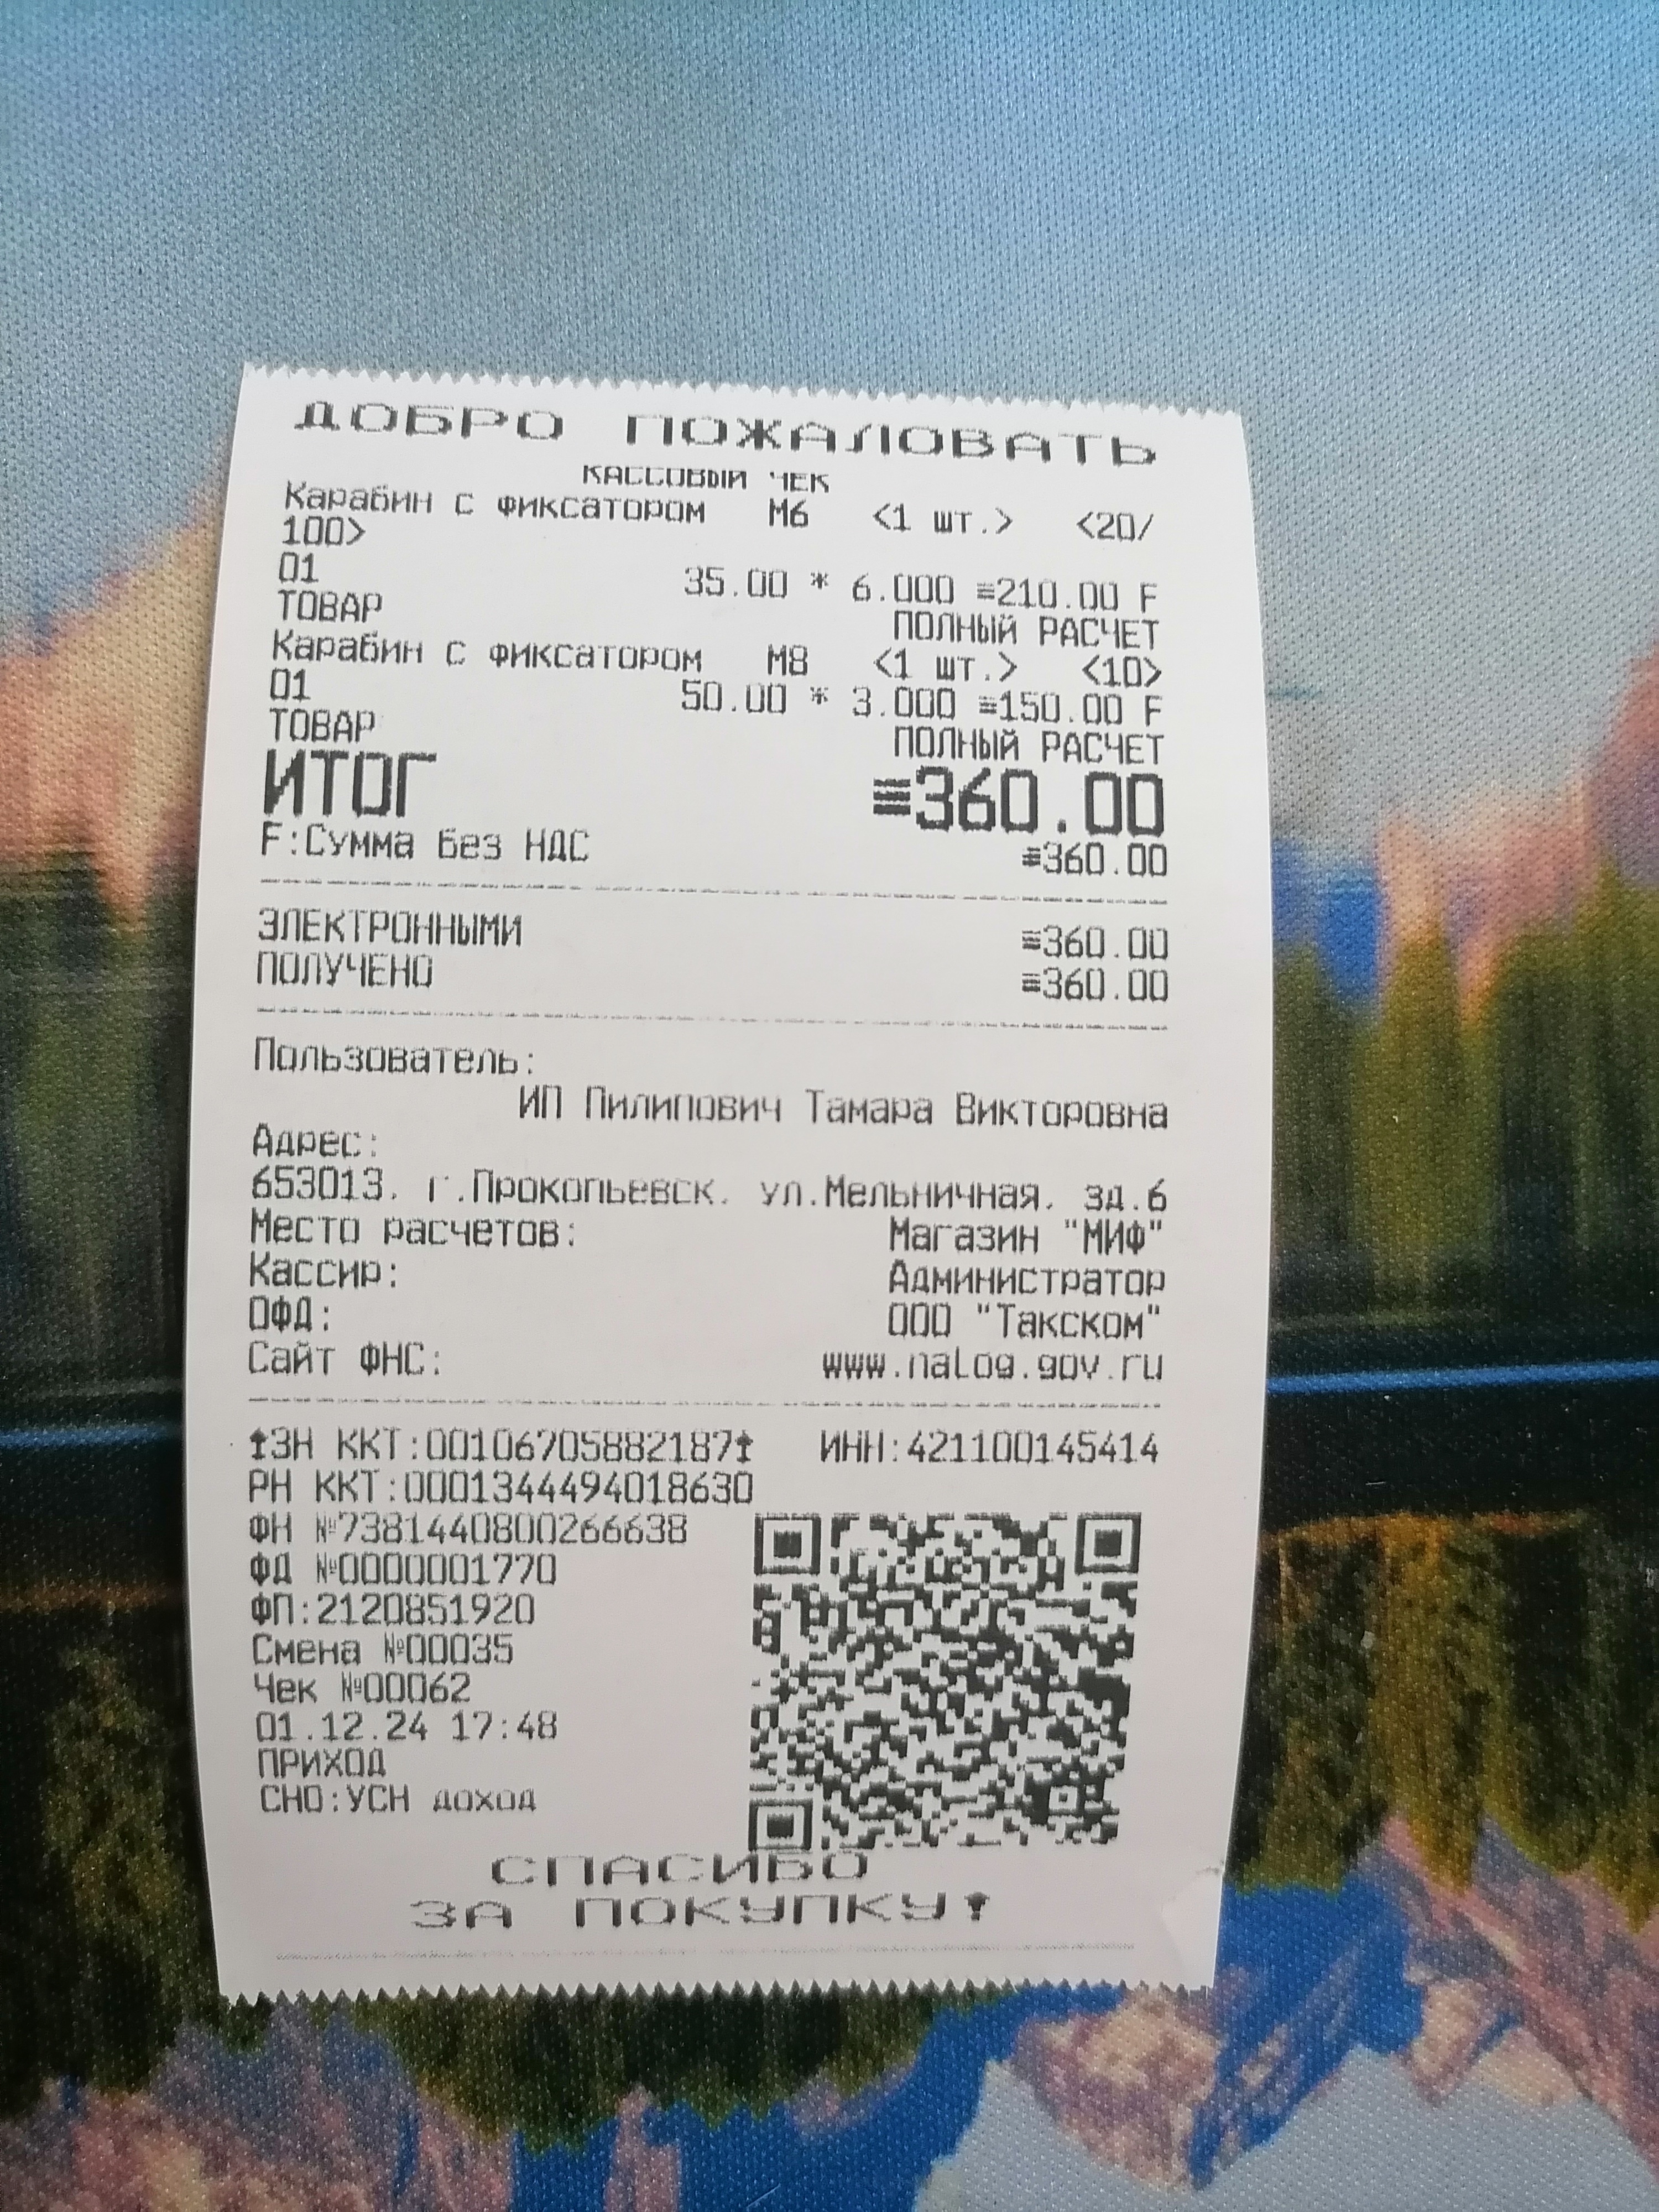 ДОБРО ПОЖАЛОВАТЬ
КАССОВЫЙ ЧЕК
Карабин с фиксатором М6 <1 шт.> <20/
100>
01 35.00 * 6.000 ≡210.00 F
ТОВАР ПОЛНЫЙ РАСЧЕТ
Карабин с фиксатором М8 <1 шт.> <10>
01 50.00 * 3.000 ≡150.00 F
ТОВАР ПОЛНЫЙ РАСЧЕТ
ИТОГ ≡360.00
F:Сумма без НДС ≡360.00
ЭЛЕКТРОННЫМИ ≡360.00
ПОЛУЧЕНО ≡360.00
Пользователь:
ИП Пилипович Тамара Викторовна
Адрес:
653013, г.Прокопьевск, ул.Мельничная, зд.6
Место расчетов: Магазин "МИФ"
Кассир: Администратор
ОФД: ООО "Такском"
Сайт ФНС: www.nalog.gov.ru
ЗН ККТ:00106705882187 ИНН:421100145414
РН ККТ:0001344494018630
ФН №7381440800266638
ФД №0000001770
ФП:2120851920
Смена №00035
Чек №00062
01.12.24 17:48
ПРИХОД
СНО:УСН доход
СПАСИБО
ЗА ПОКУПКУ!